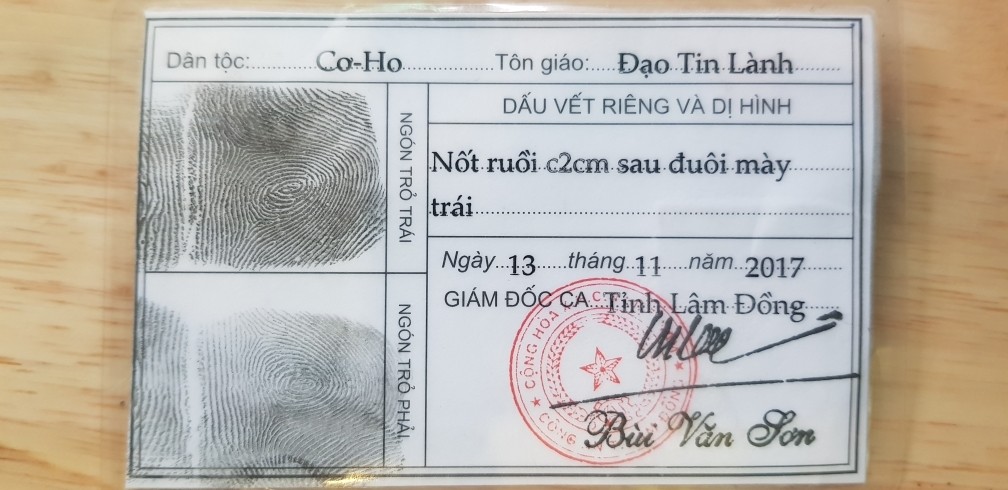 Dân tộc: Cơ-Ho Tôn giáo: Đạo Tin Lành
NGÓN TRỎ TRÁI
NGÓN TRỎ PHẢI
DẤU VẾT RIÊNG VÀ DỊ HÌNH
Nốt ruồi c2cm sau đuôi mày
trái
Ngày 13 tháng 11 năm 2017
GIÁM ĐỐC CA Tỉnh Lâm Đồng
CỘNG HÒA
Bùi Văn Sơn